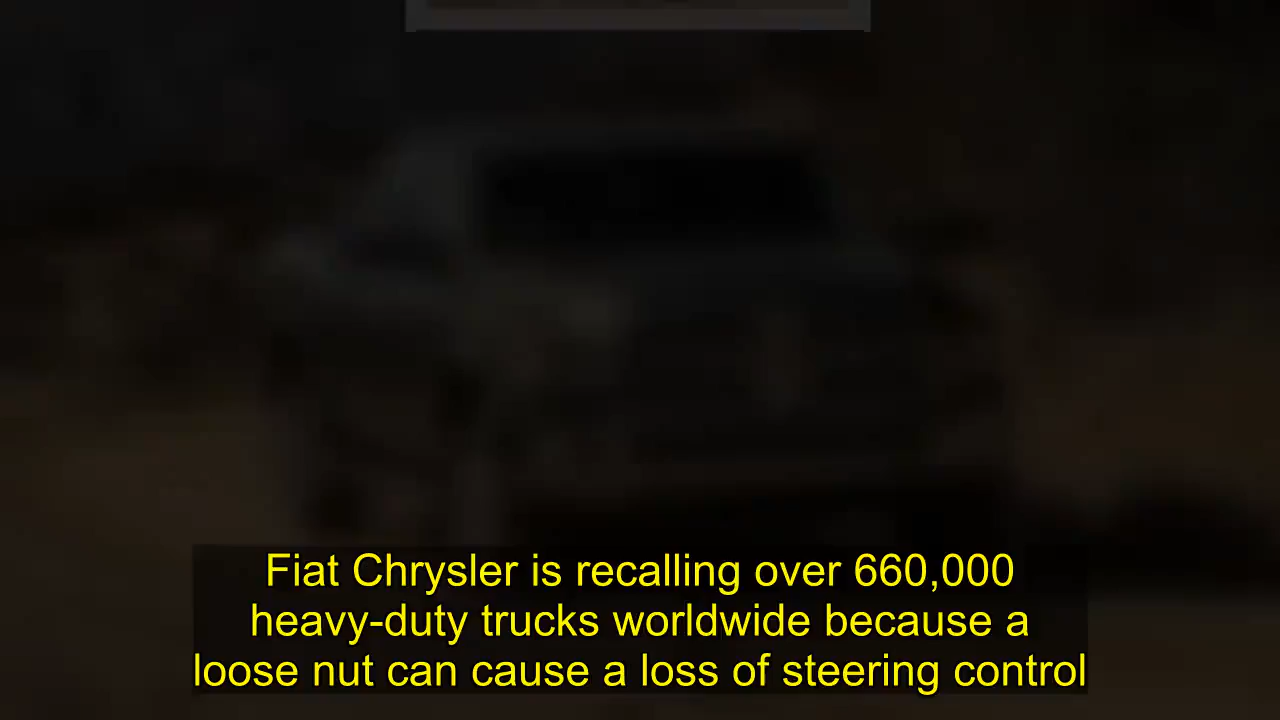 Fiat Chrysler is recalling over 660,000
heavy-duty trucks worldwide because a
loose nut can cause a loss of steering control